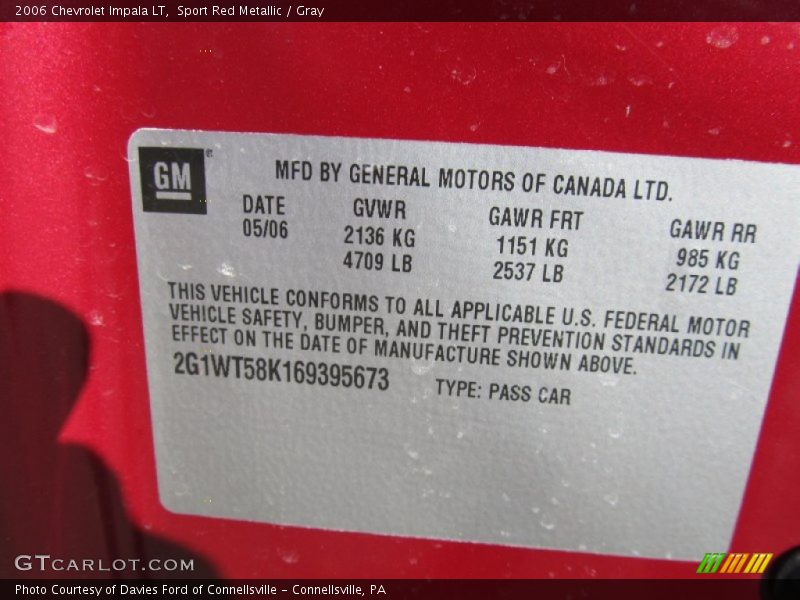 2006 Chevrolet Impala LT,  Sport Red Metallic / Gray
GM®
MFD BY GENERAL MOTORS OF CANADA LTD.
DATE GVWR GAWR FRT GAWR RR
05/06 2136 KG 1151 KG 985 KG
4709 LB 2537 LB 2172 LB
THIS VEHICLE CONFORMS TO ALL APPLICABLE U.S. FEDERAL MOTOR
VEHICLE SAFETY, BUMPER, AND THEFT PREVENTION STANDARDS IN
EFFECT ON THE DATE OF MANUFACTURE SHOWN ABOVE.
2G1WT58K169395673 TYPE: PASS CAR
GTCARLOT.COM
Photo Courtesy of Davies Ford of Connellsville - Connellsville, PA